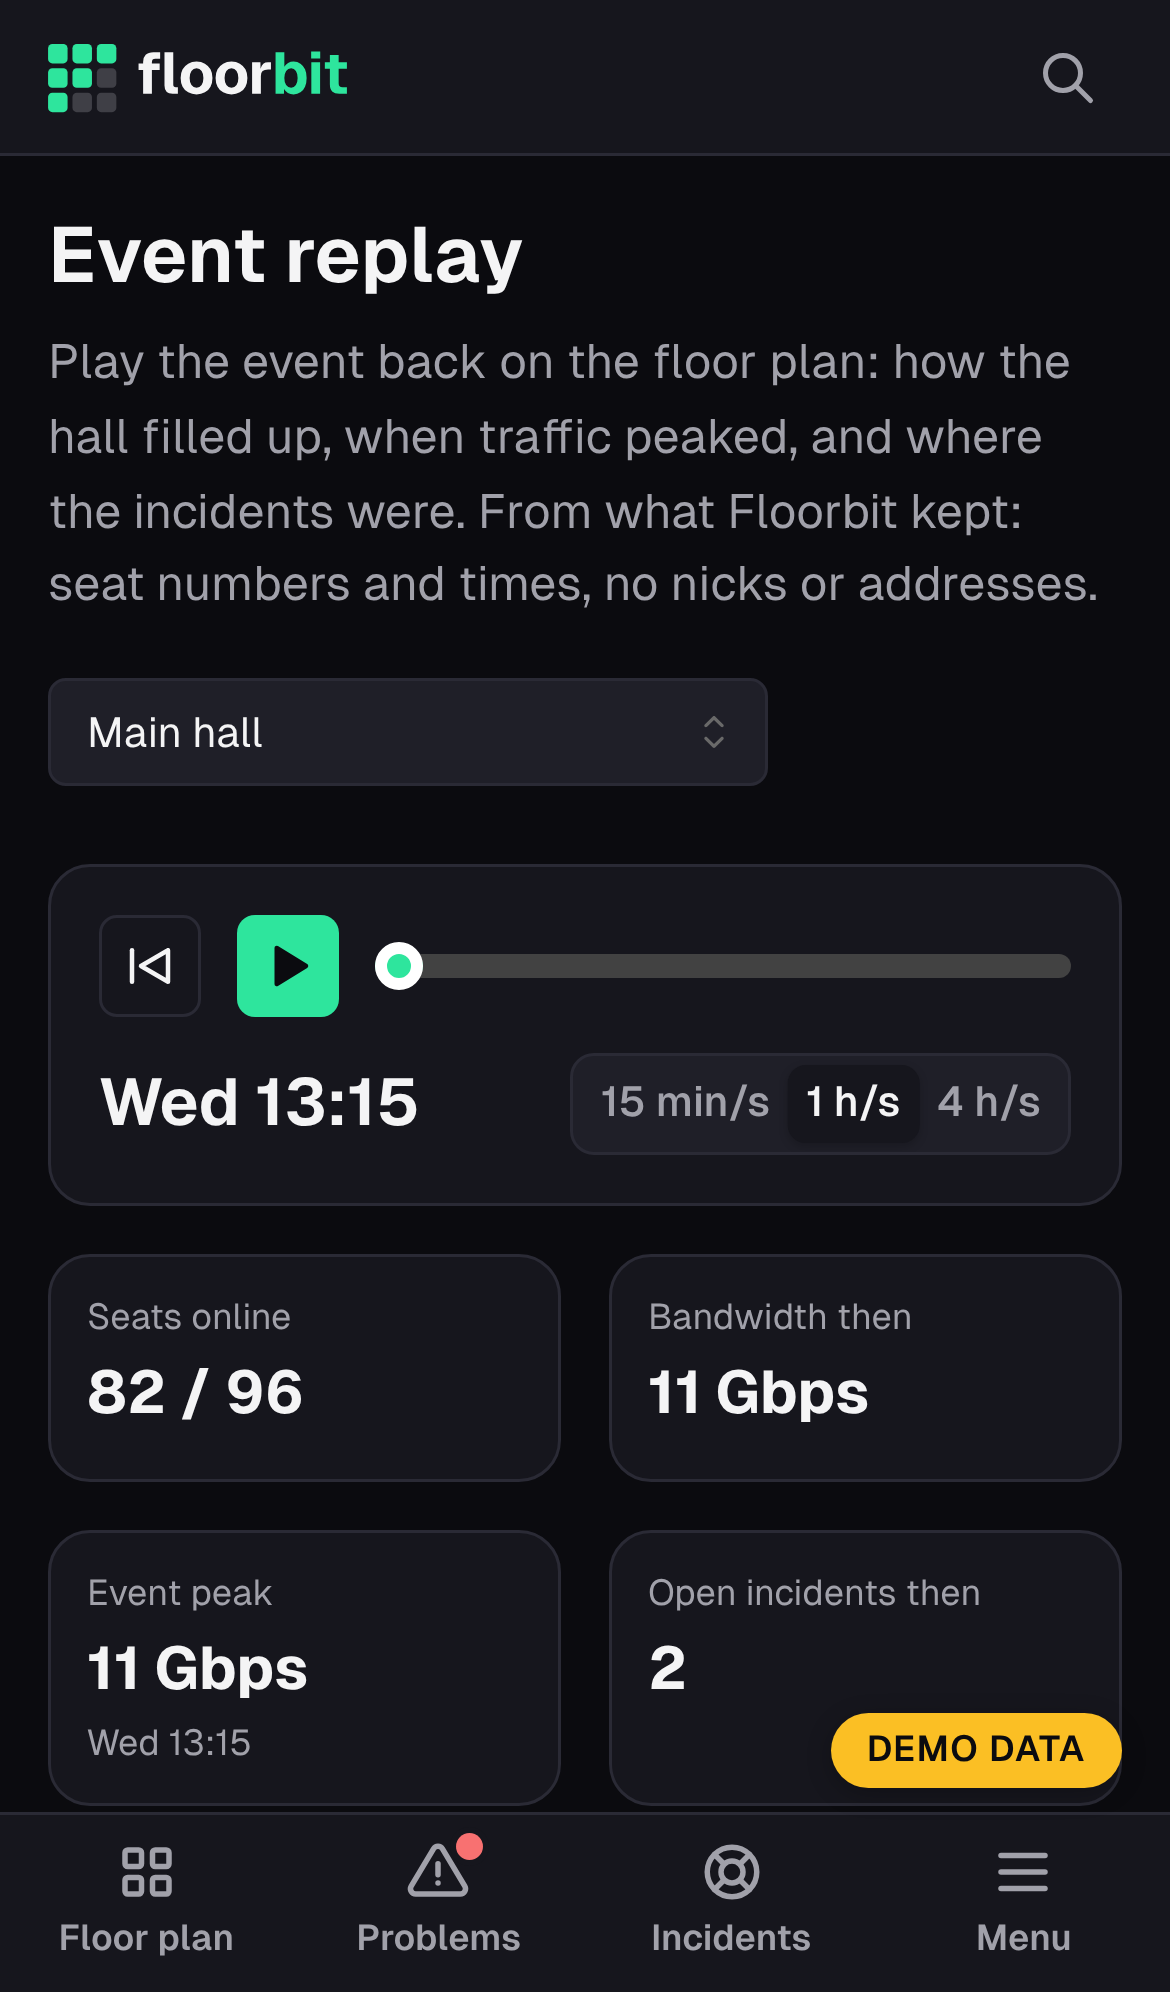 floorbit
Event replay
Play the event back on the floor plan: how the
hall filled up, when traffic peaked, and where
the incidents were. From what Floorbit kept:
seat numbers and times, no nicks or addresses.
Main hall
Wed 13:15
15 min/s 1 h/s 4 h/s
Seats online
82 / 96
Bandwidth then
11 Gbps
Event peak
11 Gbps
Wed 13:15
Open incidents then
2
DEMO DATA
Floor plan
Problems
Incidents
Menu